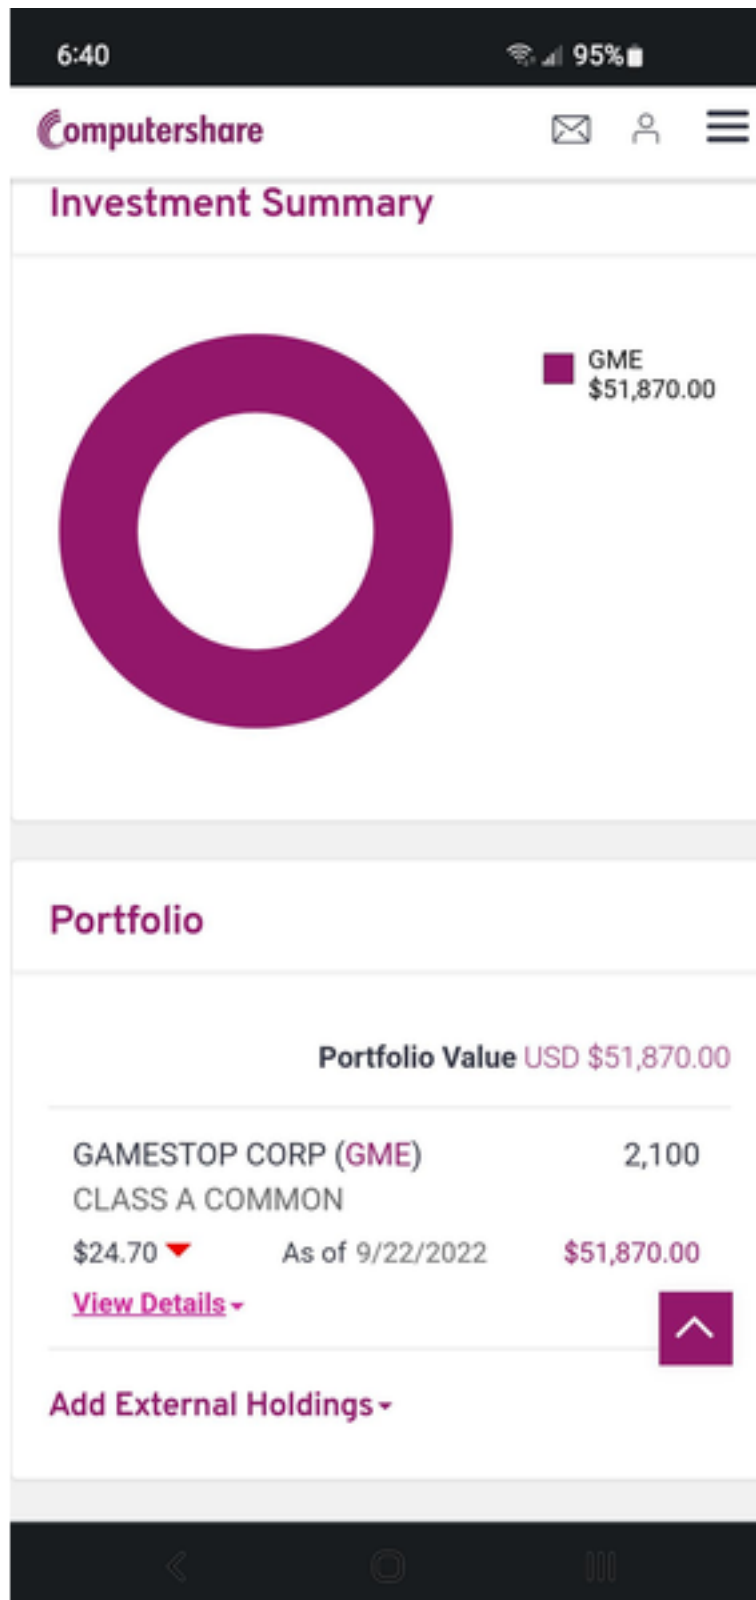 6:40 95%
Computershare
Investment Summary
GME
$51,870.00
Portfolio
Portfolio Value USD $51,870.00
GAMESTOP CORP (GME) 2,100
CLASS A COMMON
$24.70 As of 9/22/2022 $51,870.00
View Details
Add External Holdings